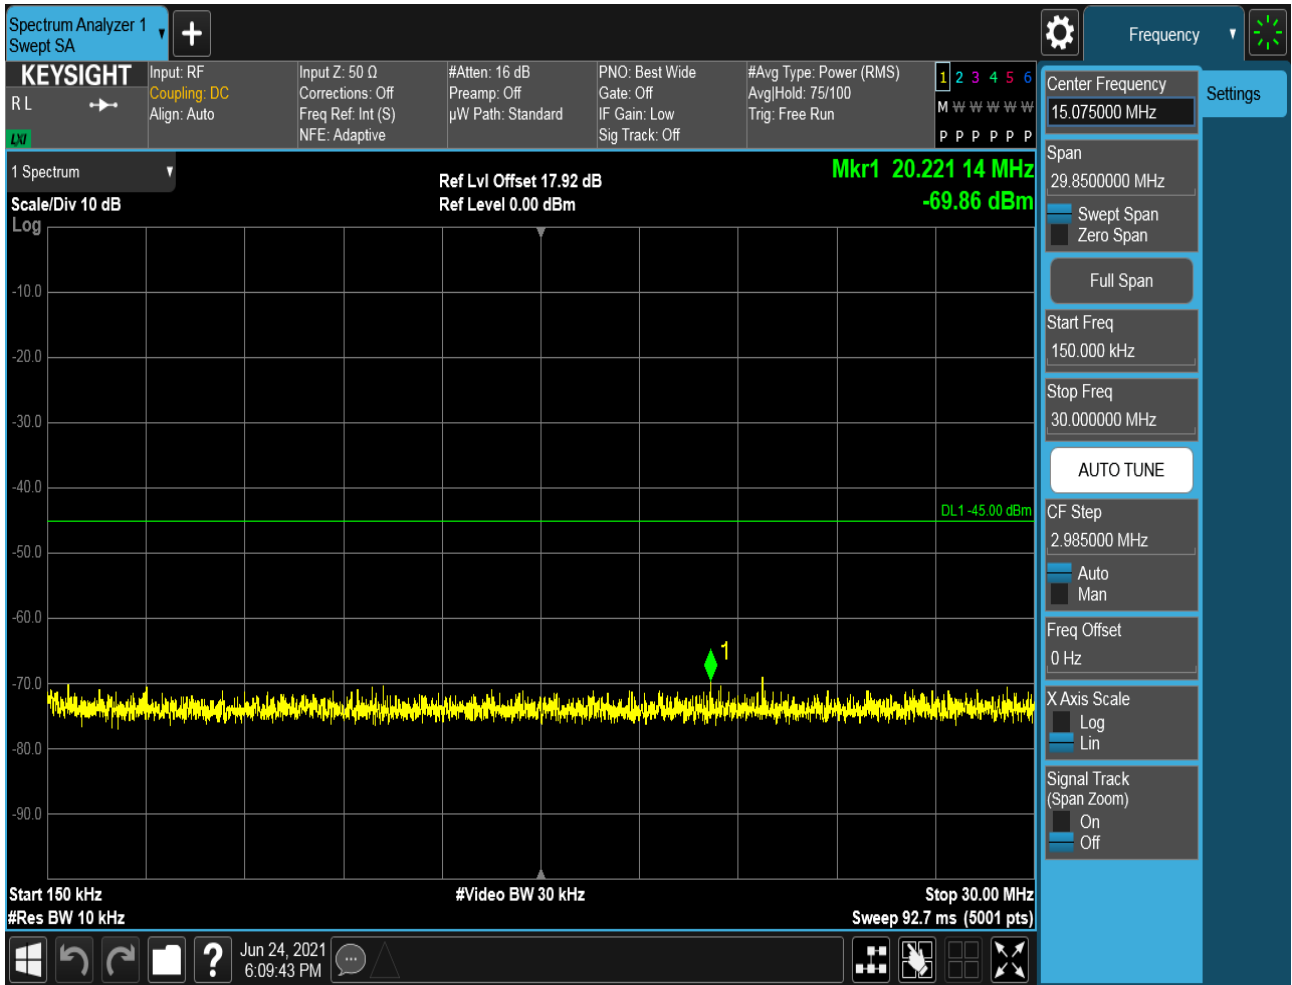 Spectrum Analyzer 1
Swept SA
Frequency
KEYSIGHT
R L
LXI
Input: RF
Coupling: DC
Align: Auto
Input Z: 50 Ω
Corrections: Off
Freq Ref: Int (S)
NFE: Adaptive
#Atten: 16 dB
Preamp: Off
µW Path: Standard
PNO: Best Wide
Gate: Off
IF Gain: Low
Sig Track: Off
#Avg Type: Power (RMS)
Avg|Hold: 75/100
Trig: Free Run
1 2 3 4 5 6
M W W W W W
P P P P P P
1 Spectrum
Scale/Div 10 dB
Log
Ref Lvl Offset 17.92 dB
Ref Level 0.00 dBm
Mkr1 20.221 14 MHz
-69.86 dBm
-10.0
-20.0
-30.0
-40.0
DL1 -45.00 dBm
-50.0
-60.0
1
-70.0
-80.0
-90.0
Start 150 kHz
#Res BW 10 kHz
#Video BW 30 kHz
Stop 30.00 MHz
Sweep 92.7 ms (5001 pts)
Center Frequency
15.075000 MHz
Settings
Span
29.8500000 MHz
Swept Span
Zero Span
Full Span
Start Freq
150.000 kHz
Stop Freq
30.000000 MHz
AUTO TUNE
CF Step
2.985000 MHz
Auto
Man
Freq Offset
0 Hz
X Axis Scale
Log
Lin
Signal Track
(Span Zoom)
On
Off
?
Jun 24, 2021
6:09:43 PM